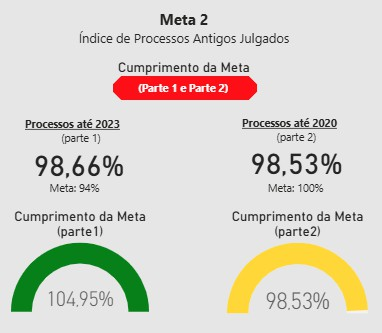 Meta 2
Índice de Processos Antigos Julgados
Cumprimento da Meta
(Parte 1 e Parte 2)
Processos até 2023
(parte 1)
98,66%
Meta: 94%
Processos até 2020
(parte 2)
98,53%
Meta: 100%
Cumprimento da Meta
(parte1)
104,95%
Cumprimento da Meta
(parte2)
98,53%